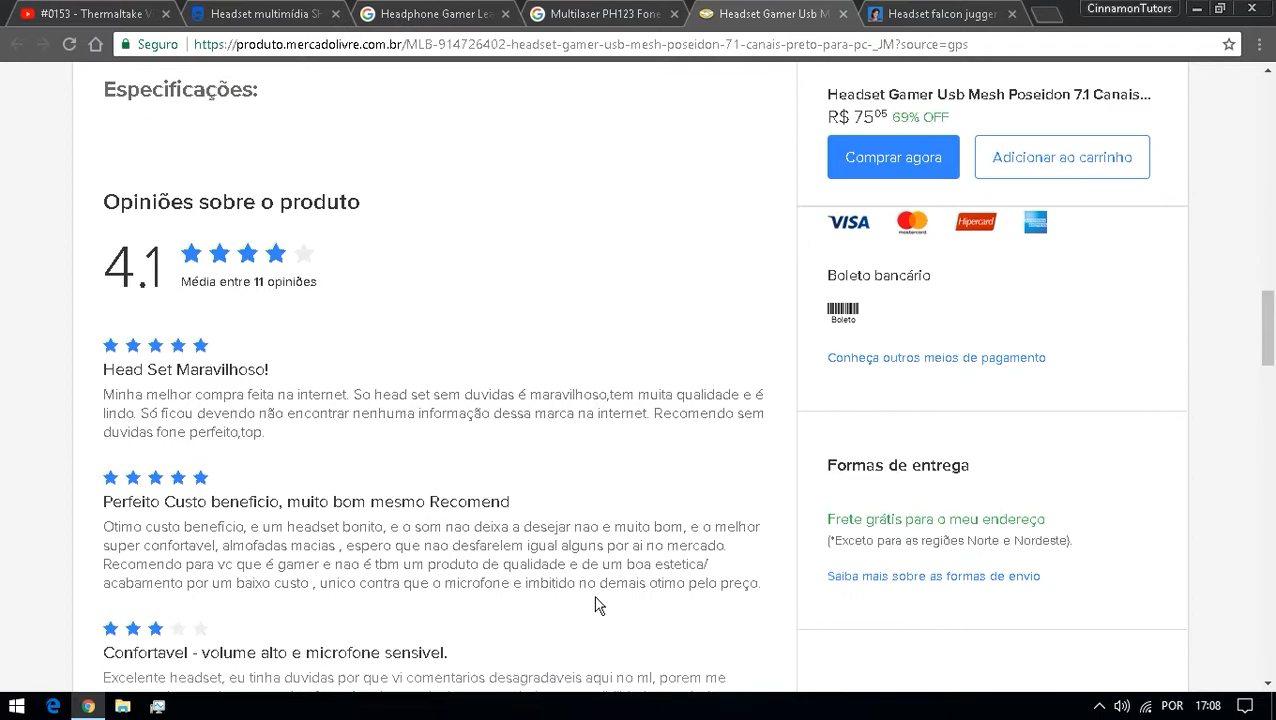 #0153 - Thermaltake V
Headset multimídia Sh
Headphone Gamer Le
Multilaser PH123 Fone
Headset Gamer Usb M
Headset falcon jugger
CinnamonTutors
Seguro
https://produto.mercadolivre.com.br/MLB-914726402-headset-gamer-usb-mesh-poseidon-71-canais-preto-para-pc-_JM?source=gps
Especificações:
Opiniões sobre o produto
4.1
Média entre 11 opiniões
Head Set Maravilhoso!
Minha melhor compra feita na internet. So head set sem duvidas é maravilhoso,tem muita qualidade e é
lindo. Só ficou devendo não encontrar nenhuma informação dessa marca na internet. Recomendo sem
duvidas fone perfeito,top.
Perfeito Custo beneficio, muito bom mesmo Recomend
Otimo custo beneficio, e um headset bonito, e o som nao deixa a desejar nao e muito bom, e o melhor
super confortavel, almofadas macias , espero que nao desfarelem igual alguns por ai no mercado.
Recomendo para vc que é gamer e nao é tbm um produto de qualidade e de um boa estetica/
acabamento por um baixo custo , unico contra que o microfone e imbitido no demais otimo pelo preço.
Confortavel - volume alto e microfone sensivel.
Excelente headset, eu tinha duvidas por que vi comentarios desagradaveis aqui no ml, porem me
Headset Gamer Usb Mesh Poseidon 7.1 Canais...
R$ 7505 69% OFF
Comprar agora
Adicionar ao carrinho
VISA
mastercard
Hipercard
Boleto bancário
Boleto
Conheça outros meios de pagamento
Formas de entrega
Frete grátis para o meu endereço
(*Exceto para as regiões Norte e Nordeste).
Saiba mais sobre as formas de envio
POR
17:08